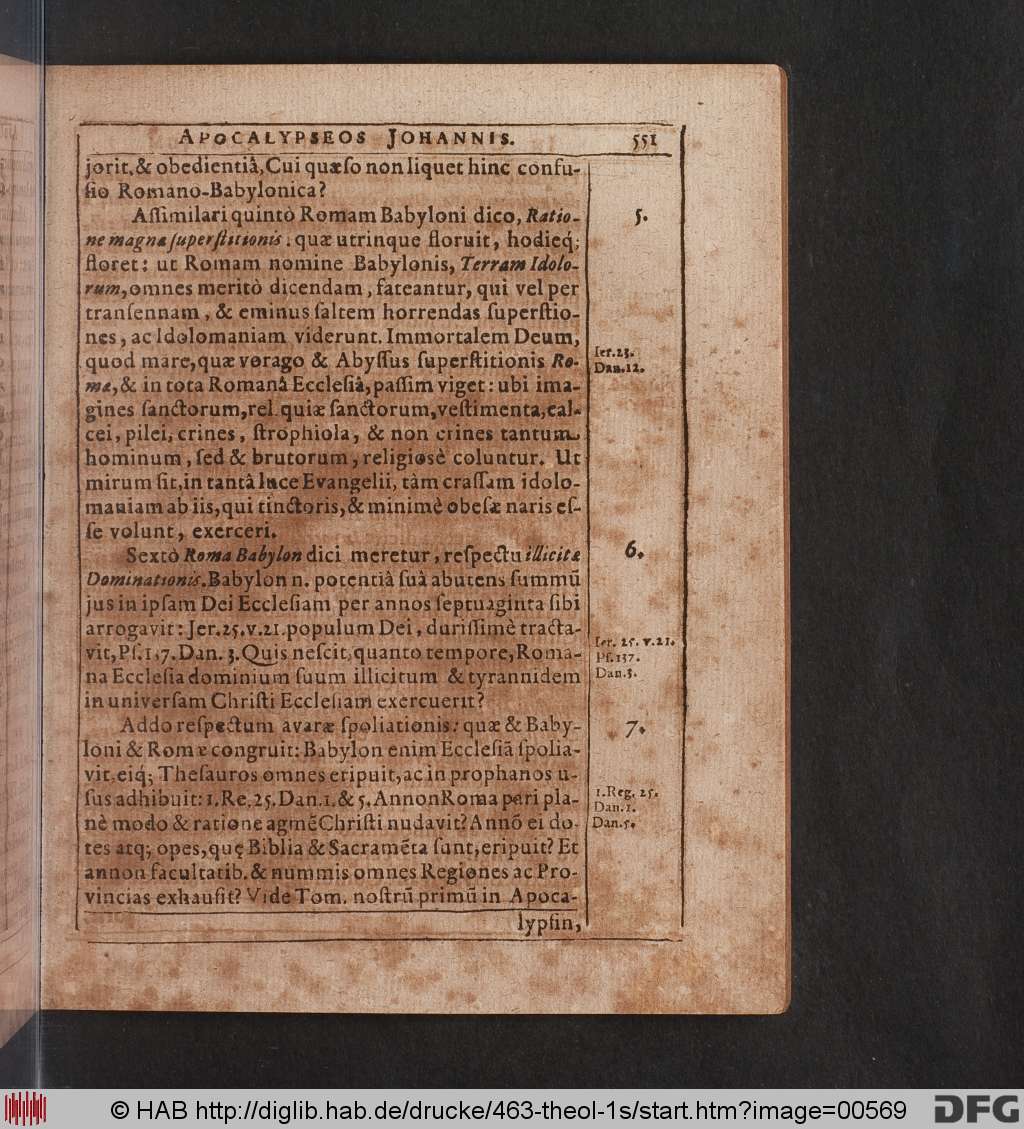 APOCALYPSEOS JOHANNIS. 551
jorit, & obedientiâ, Cui quæſo non liquet hinc confu-
ſio Romano-Babylonica?
Aſſimilari quintò Romam Babyloni dico, Ratio- 5.
ne magnæ ſuperſtitionis: quæ utrinque floruit, hodieq́;
floret: ut Romam nomine Babylonis, Terram Idolo-
rum, omnes meritò dicendam, fateantur, qui vel per
tranſennam, & eminus ſaltem horrendas ſuperſtio-
nes, ac Idolomaniam viderunt. Immortalem Deum,
quod mare, quæ vorago & Abyſſus ſuperſtitionis Ro- Ier.23.
mæ, & in tota Romanâ Eccleſiâ, paſſim viget: ubi ima- Dan.12.
gines ſanctorum, reliquiæ ſanctorum, veſtimenta, cal-
cei, pilei, crines, ſtrophiola, & non crines tantum
hominum, ſed & brutorum, religiosè coluntur. Ut
mirum ſit, in tantâ luce Evangelii, tàm craſſam idolo-
maniam ab iis, qui tinctoris, & minimè obeſæ naris eſ-
ſe volunt, exerceri.
Sextò Roma Babylon dici meretur, reſpectu illicitæ 6.
Dominationis. Babylon n. potentiâ ſuâ abutens ſummũ
jus in ipſam Dei Eccleſiam per annos ſeptuaginta ſibi
arrogavit: Jer.25.v.21. populum Dei, duriſſimè tracta- Ier. 25. v.21.
vit, Pſ.137. Dan. 3. Quis neſcit, quanto tempore, Roma- Pſ.137.
na Eccleſia dominium ſuum illicitum & tyrannidem Dan.3.
in univerſam Chriſti Eccleſiam exercuerit?
Addo reſpectum avaræ ſpoliationis: quæ & Baby- 7.
loni & Romæ congruit: Babylon enim Eccleſiã ſpolia-
vit, eiq́; Theſauros omnes eripuit, ac in prophanos u-
ſus adhibuit: 1. Re. 25. Dan.1. & 5. Annon Roma pari pla- 1.Reg. 25.
nè modo & ratione agmẽ Chriſti nudavit? Annõ ei do- Dan.1.
tes atq;, opes, quę Biblia & Sacramẽta ſunt, eripuit? Et Dan.5.
annon facultatib. & nummis omnes Regiones ac Pro-
vincias exhauſit? Vide Tom. noſtrũ primũ in Apoca-
lypſin,
© HAB http://diglib.hab.de/drucke/463-theol-1s/start.htm?image=00569 DFG